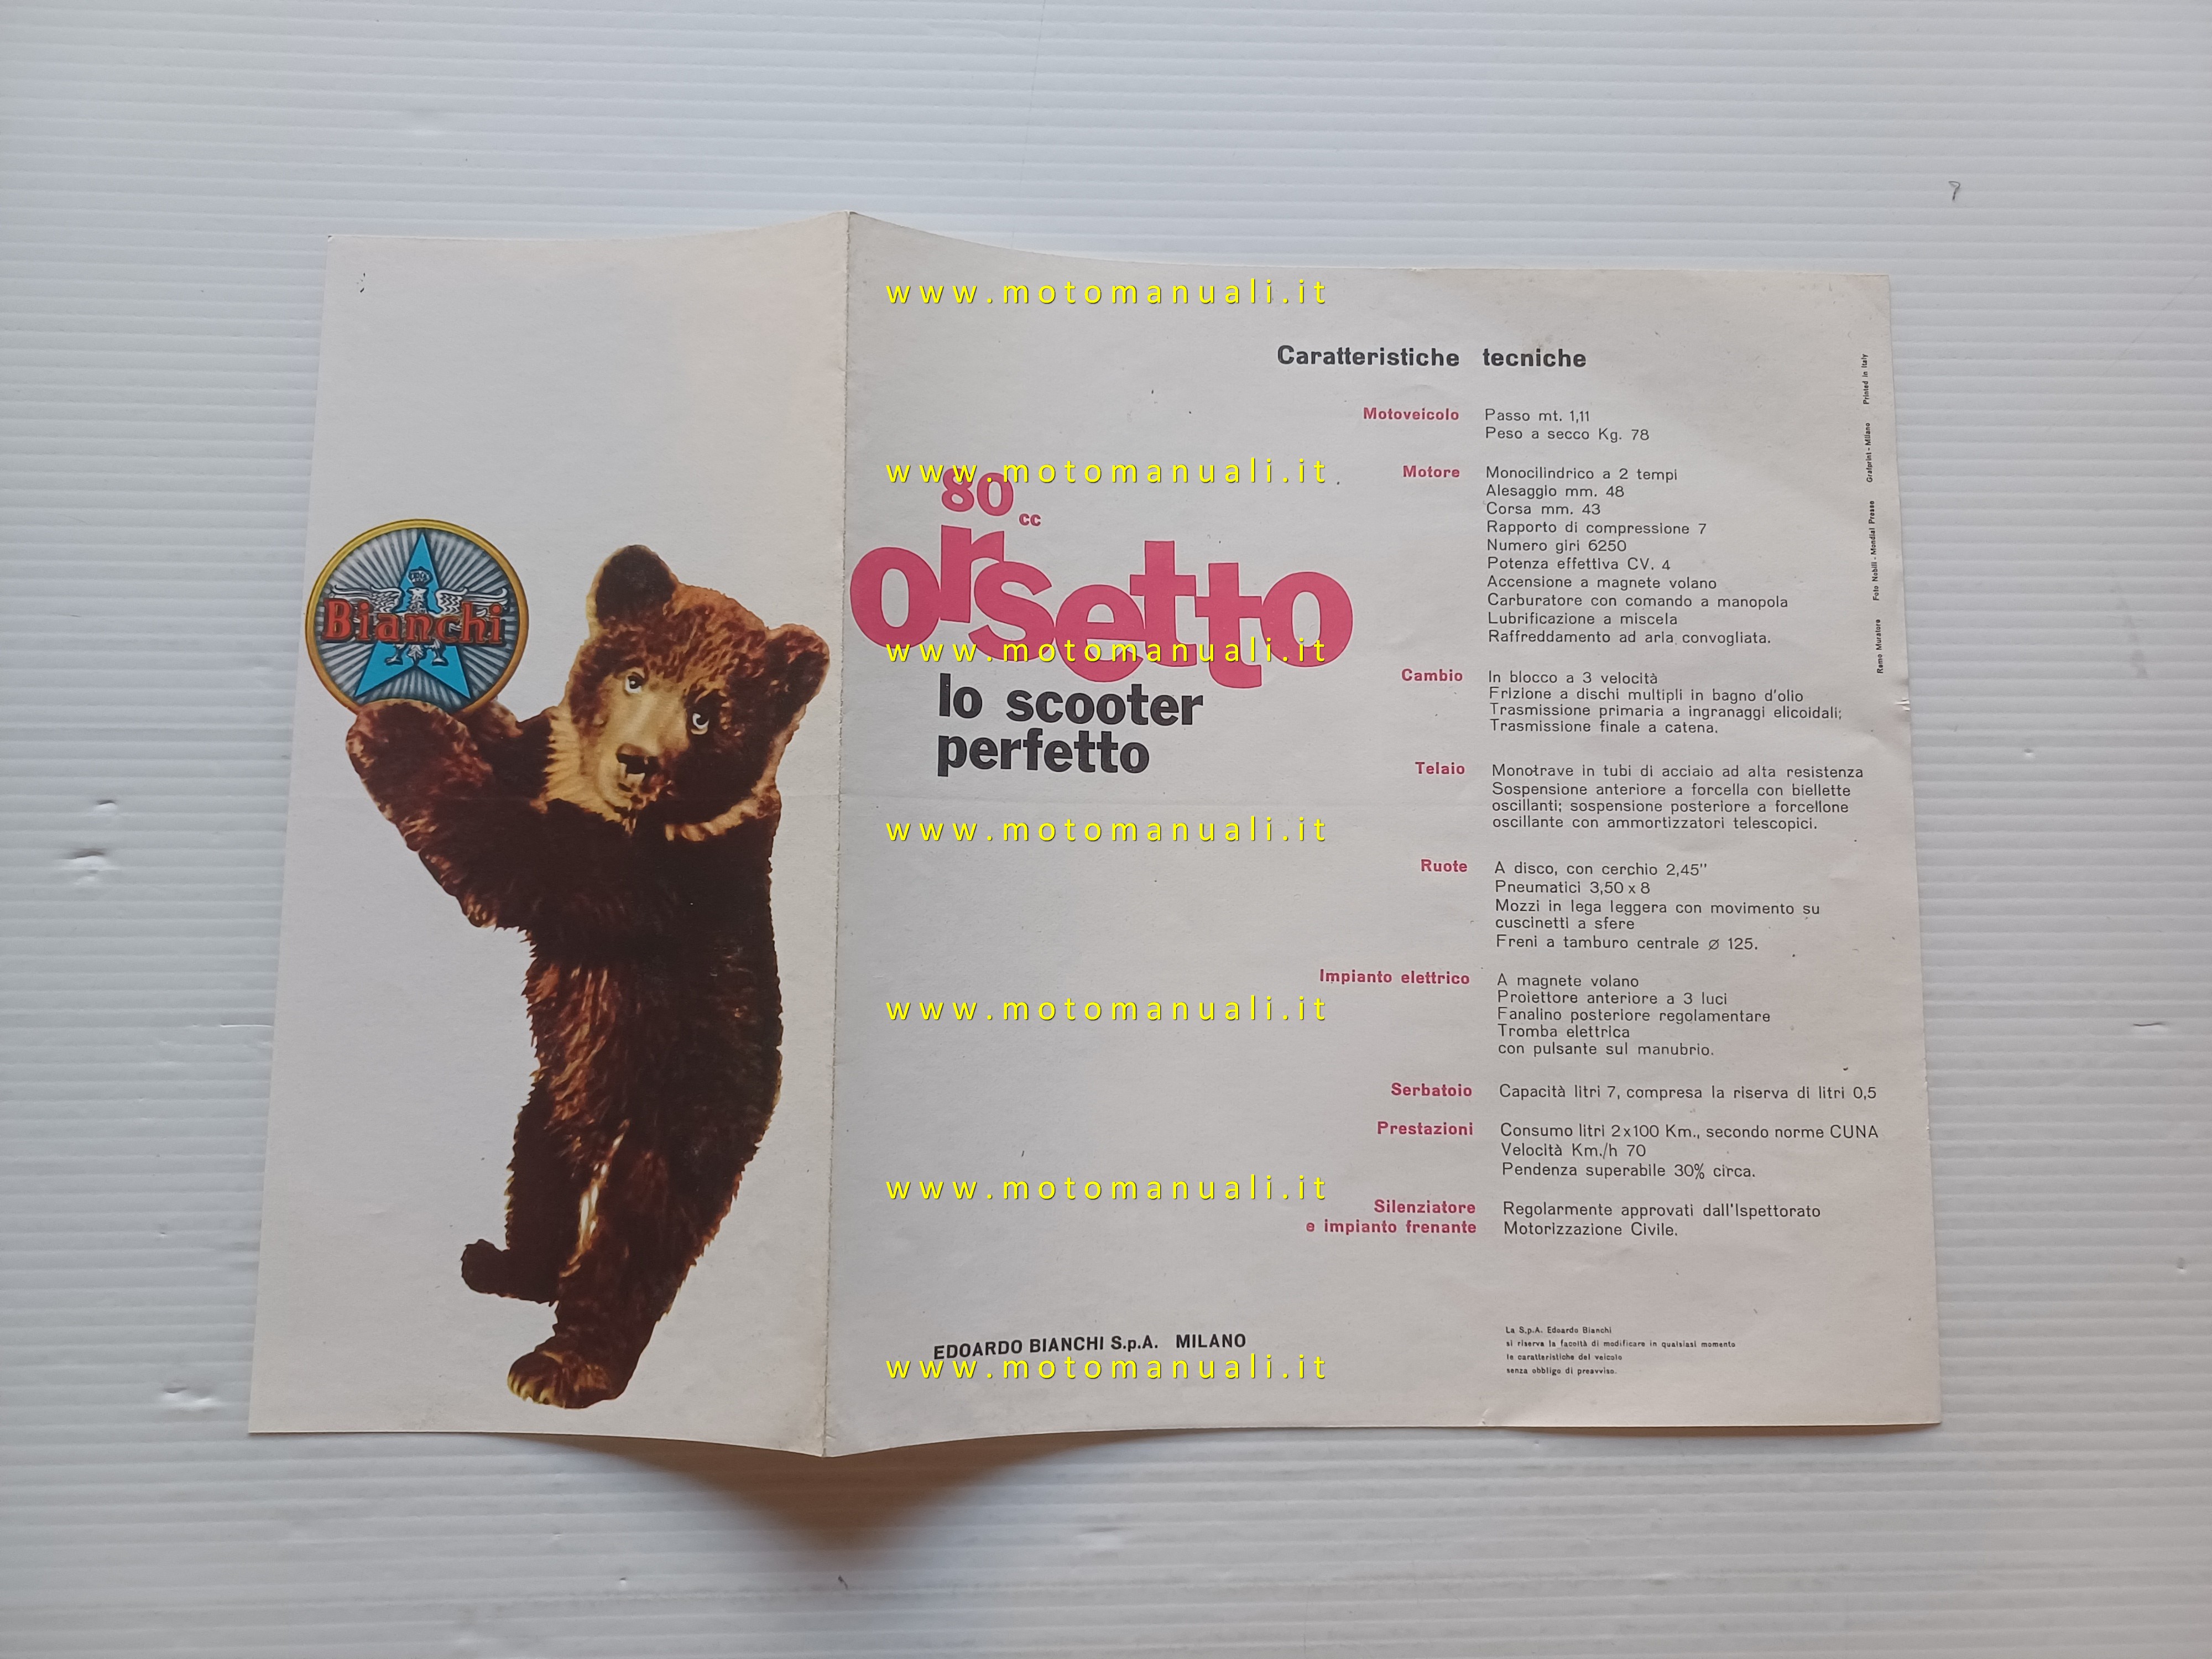 Bianchi
80 cc
orsetto
lo scooter
perfetto
EDOARDO BIANCHI S.p.A. MILANO
Caratteristiche tecniche
Motoveicolo Passo mt. 1,11
Peso a secco Kg. 78
Motore Monocilindrico a 2 tempi
Alesaggio mm. 48
Corsa mm. 43
Rapporto di compressione 7
Numero giri 6250
Potenza effettiva CV. 4
Accensione a magnete volano
Carburatore con comando a manopola
Lubrificazione a miscela
Raffreddamento ad aria convogliata.
Cambio In blocco a 3 velocità
Frizione a dischi multipli in bagno d'olio
Trasmissione primaria a ingranaggi elicoidali;
Trasmissione finale a catena.
Telaio Monotrave in tubi di acciaio ad alta resistenza
Sospensione anteriore a forcella con biellette
oscillanti; sospensione posteriore a forcellone
oscillante con ammortizzatori telescopici.
Ruote A disco, con cerchio 2,45"
Pneumatici 3,50 x 8
Mozzi in lega leggera con movimento su
cuscinetti a sfere
Freni a tamburo centrale ⌀ 125.
Impianto elettrico A magnete volano
Proiettore anteriore a 3 luci
Fanalino posteriore regolamentare
Tromba elettrica
con pulsante sul manubrio.
Serbatoio Capacità litri 7, compresa la riserva di litri 0,5
Prestazioni Consumo litri 2x100 Km., secondo norme CUNA
Velocità Km./h 70
Pendenza superabile 30% circa.
Silenziatore Regolarmente approvati dall'Ispettorato
e impianto frenante Motorizzazione Civile.
La S.p.A. Edoardo Bianchi
si riserva la facoltà di modificare in qualsiasi momento
le caratteristiche del veicolo
senza obbligo di preavviso.
Remo Muratore Foto Nobili - Mondial Presse Grafprint - Milano Printed in Italy
www.motomanuali.it
www.motomanuali.it
www.motomanuali.it
www.motomanuali.it
www.motomanuali.it
www.motomanuali.it
www.motomanuali.it